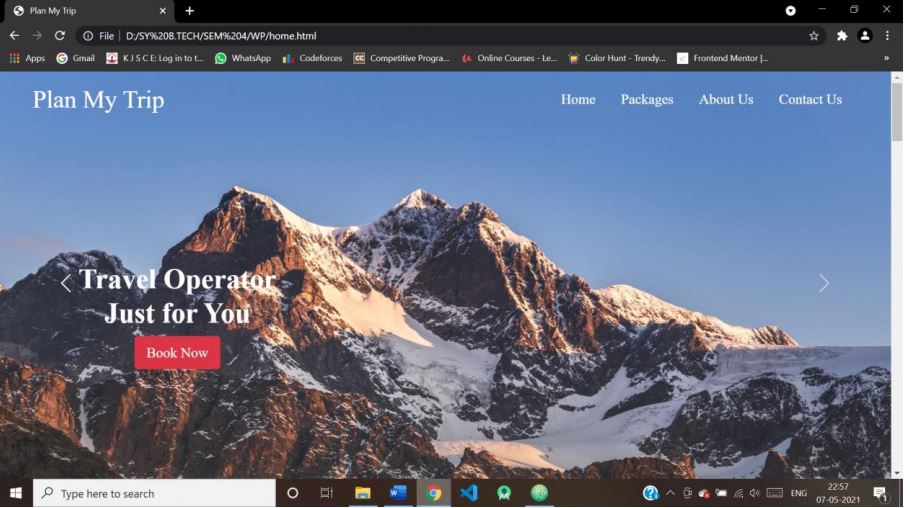 Plan My Trip
File | D:/SY%20B.TECH/SEM%204/WP/home.html
Apps Gmail K J S C E: Log in to t... WhatsApp Codeforces Competitive Progra... Online Courses - Le... Color Hunt - Trendy... Frontend Mentor |... »
Plan My Trip Home Packages About Us Contact Us
Travel Operator
Just for You
Book Now
Type here to search
ENG
22:57
07-05-2021
1